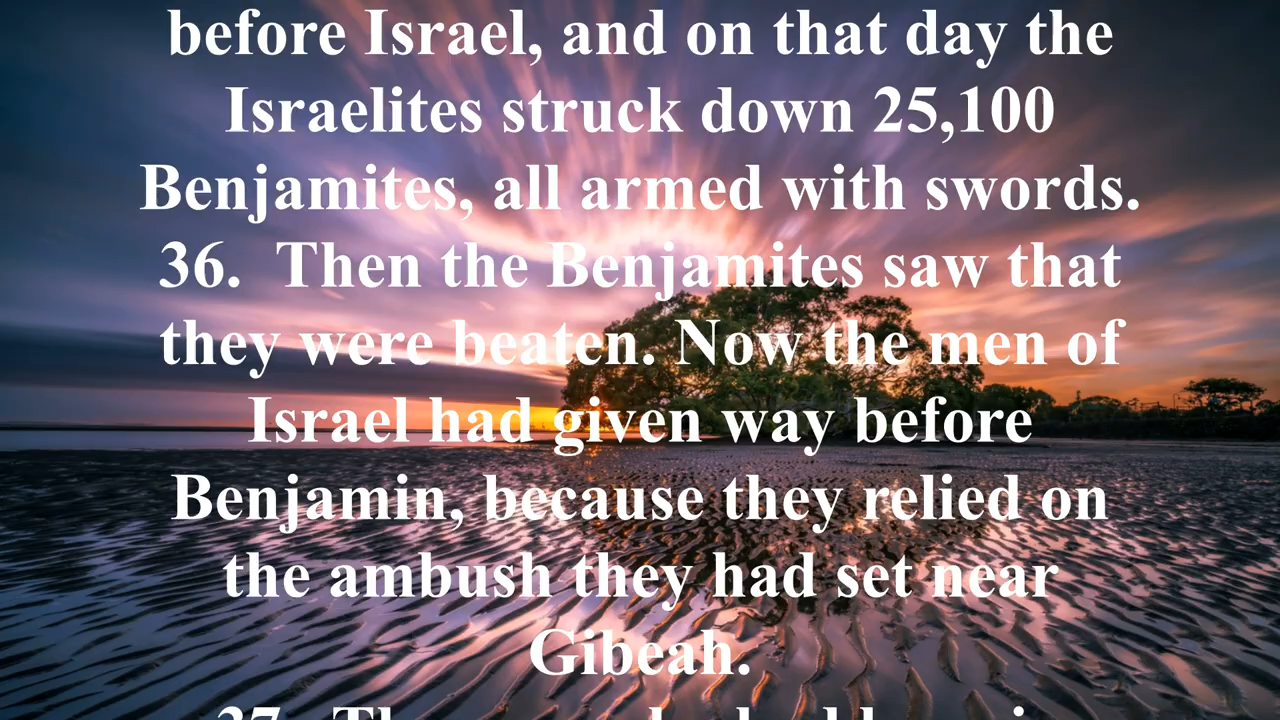 before Israel, and on that day the
Israelites struck down 25,100
Benjamites, all armed with swords.
36.  Then the Benjamites saw that
they were beaten. Now the men of
Israel had given way before
Benjamin, because they relied on
the ambush they had set near
Gibeah.
37.